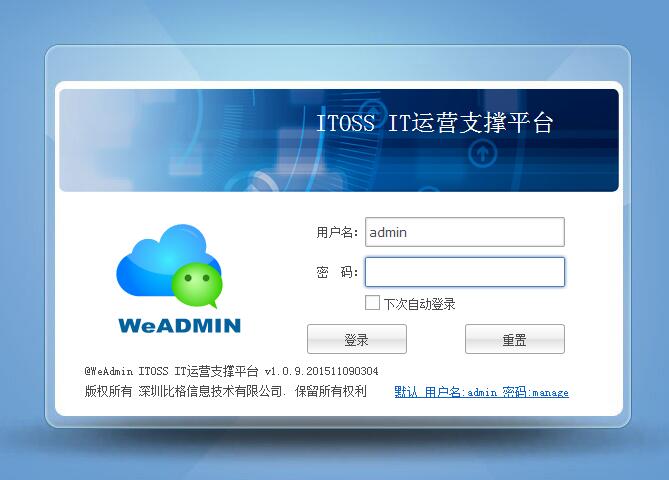 ITOSS IT运营支撑平台
用户名: admin
密 码:
下次自动登录
WeADMIN
登录 重置
@WeAdmin ITOSS IT运营支撑平台 v1.0.9.201511090304
版权所有 深圳比格信息技术有限公司. 保留所有权利 默认 用户名:admin 密码:manage